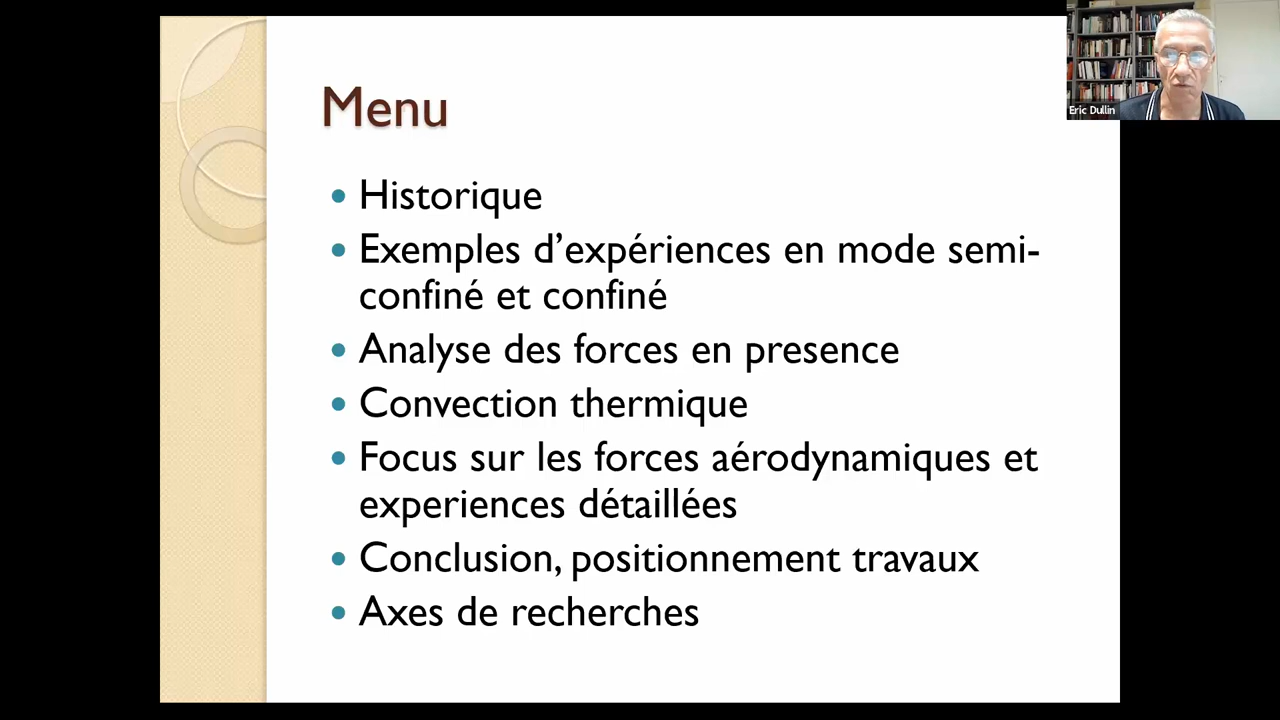 Menu
Historique
Exemples d’expériences en mode semi-
confiné et confiné
Analyse des forces en presence
Convection thermique
Focus sur les forces aérodynamiques et
experiences détaillées
Conclusion, positionnement travaux
Axes de recherches
Eric Dullin